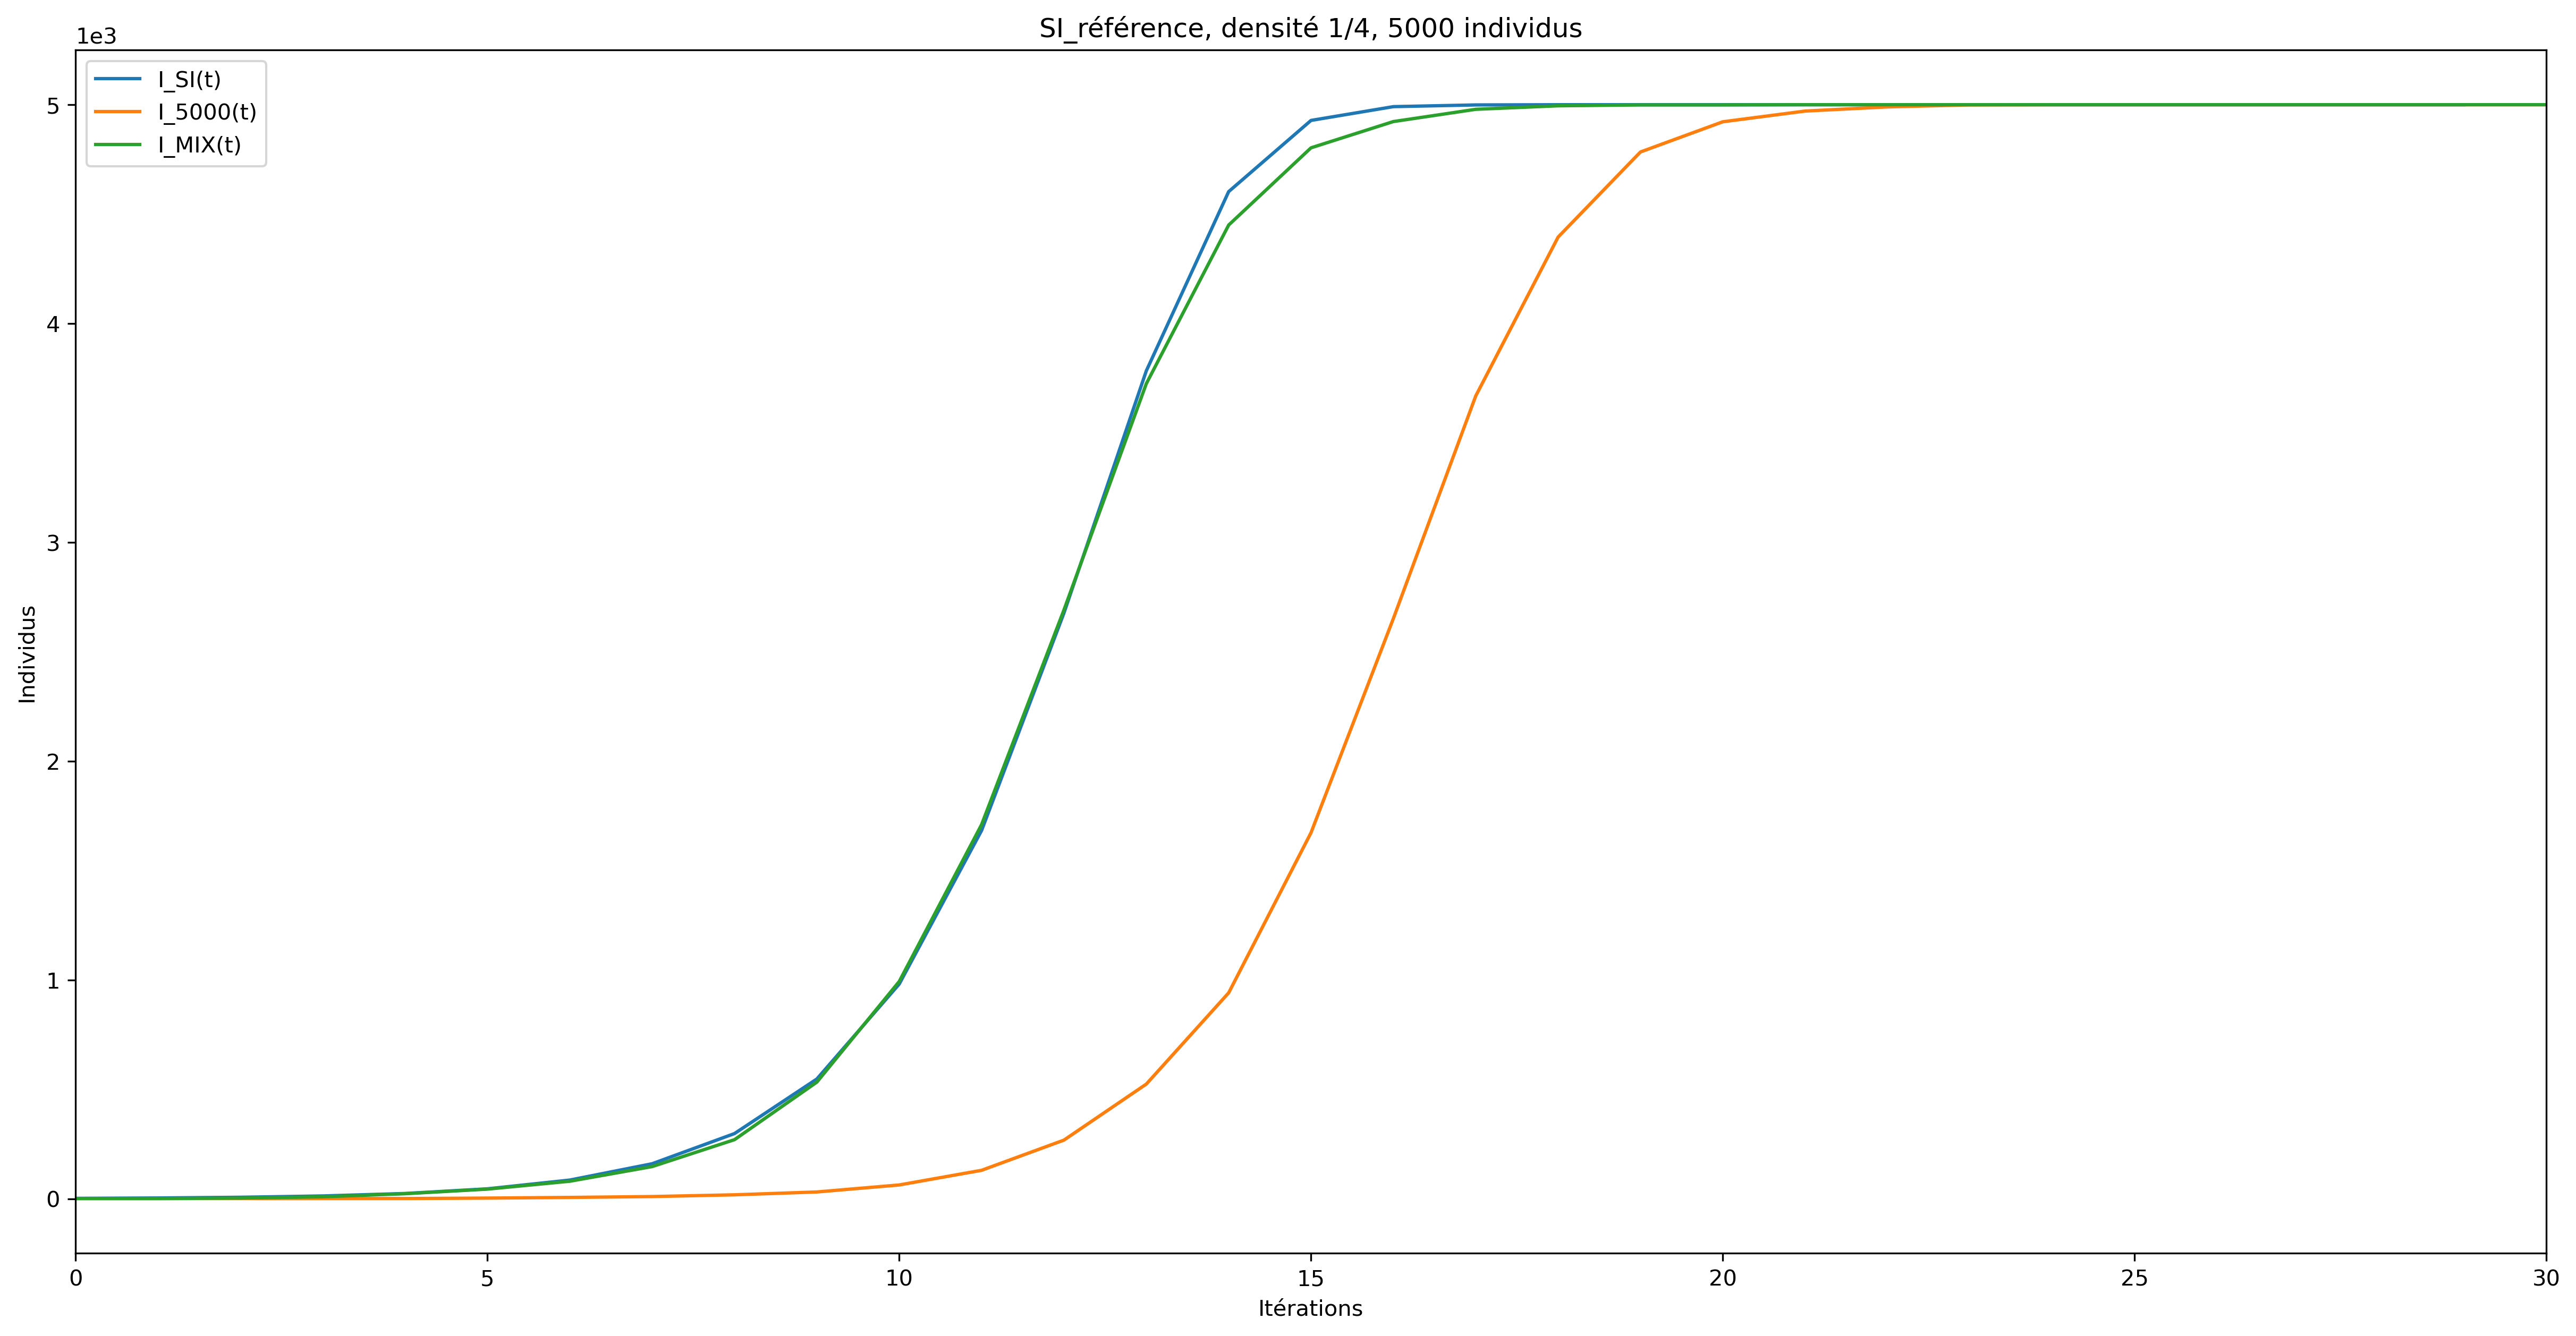 SI_référence, densité 1/4, 5000 individus
1e3
I_SI(t)
I_5000(t)
I_MIX(t)
5
4
3
2
1
0
Individus
0 5 10 15 20 25 30
Itérations